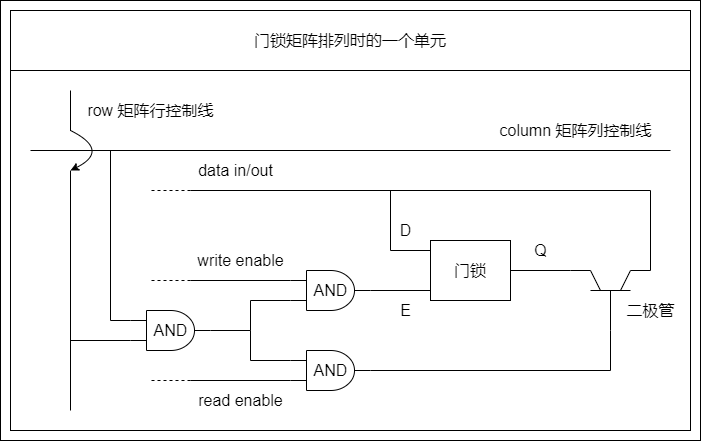 门锁矩阵排列时的一个单元
row 矩阵行控制线
column 矩阵列控制线
data in/out
D
Q
write enable
门锁
AND
E
二极管
AND
AND
read enable